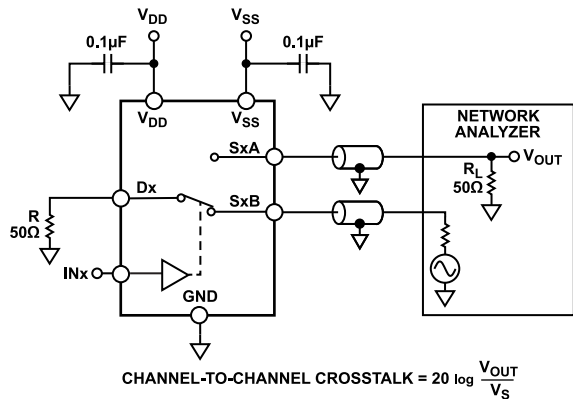 VDD
VSS
0.1µF
0.1µF
VDD
VSS
NETWORK
ANALYZER
SxA
VOUT
RL
50Ω
Dx
SxB
R
50Ω
INx
GND
CHANNEL-TO-CHANNEL CROSSTALK = 20 log VOUT
VS